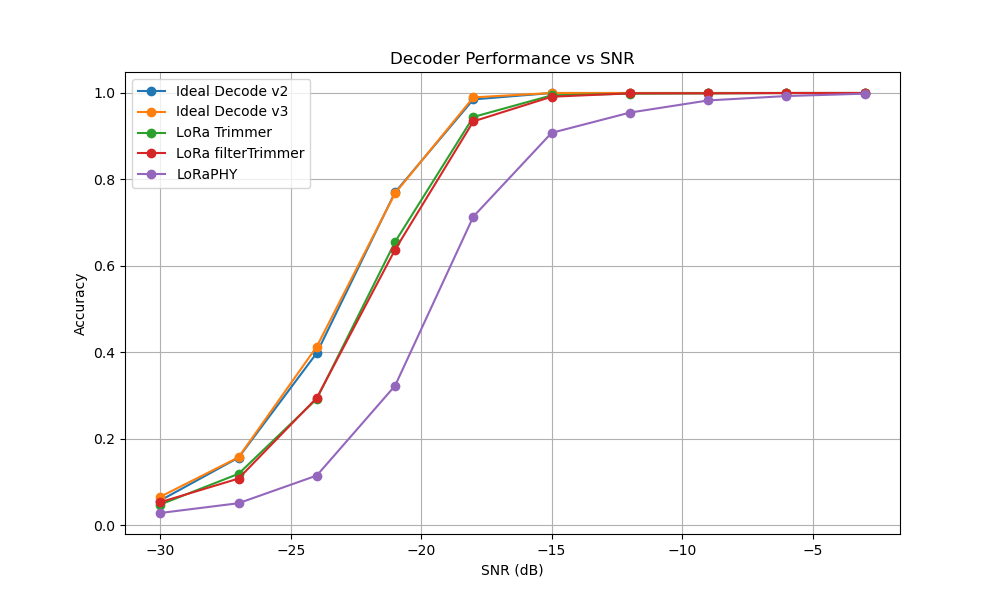 Decoder Performance vs SNR
Ideal Decode v2
Ideal Decode v3
LoRa Trimmer
LoRa filterTrimmer
LoRaPHY
1.0
0.8
0.6
0.4
0.2
0.0
Accuracy
−30 −25 −20 −15 −10 −5
SNR (dB)